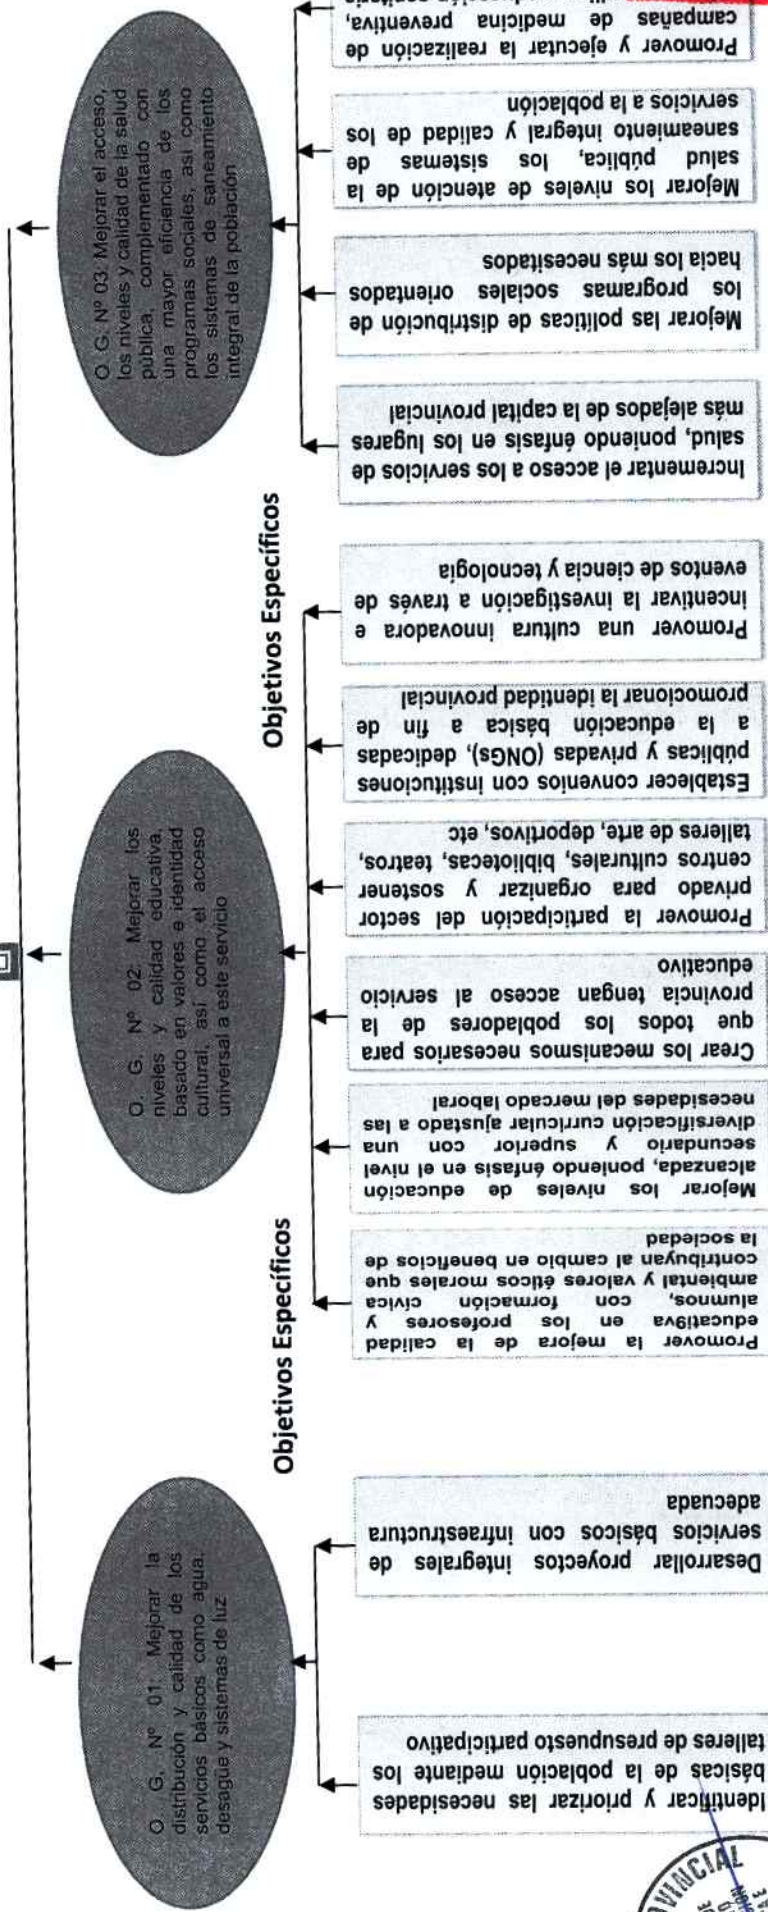 O. G. Nº 01: Mejorar la
distribución y calidad de los
servicios básicos como agua,
desague y sistemas de luz
O. G. Nº 02: Mejorar los
niveles y calidad educativa,
basado en valores e identidad
cultural, así como el acceso
universal a este servicio
O. G. Nº 03: Mejorar el acceso,
los niveles y calidad de la salud
pública, complementado con
una mayor eficiencia de los
programas sociales, así como
los sistemas de saneamiento
integral de la población
Objetivos Específicos
Objetivos Específicos
Identificar y priorizar las necesidades
básicas de la población mediante los
talleres de presupuesto participativo
Desarrollar proyectos integrales de
servicios básicos con infraestructura
adecuada
Promover la mejora de la calidad
educati9va en los profesores y
alumnos, con formación cívica
ambiental y valores éticos morales que
contribuyan al cambio en beneficios de
la sociedad
Mejorar los niveles de educación
alcanzada, poniendo énfasis en el nivel
secundario y superior con una
diversificación curricular ajustado a las
necesidades del mercado laboral
Crear los mecanismos necesarios para
que todos los pobladores de la
provincia tengan acceso al servicio
educativo
Promover la participación del sector
privado para organizar y sostener
centros culturales, bibliotecas, teatros,
talleres de arte, deportivos, etc
Establecer convenios con instituciones
públicas y privadas (ONGs), dedicadas
a la educación básica a fin de
promocionar la identidad provincial
Promover una cultura innovadora e
incentivar la investigación a través de
eventos de ciencia y tecnología
Incrementar el acceso a los servicios de
salud, poniendo énfasis en los lugares
más alejados de la capital provincial
Mejorar las políticas de distribución de
los programas sociales orientados
hacia los más necesitados
Mejorar los niveles de atención de la
salud pública, los sistemas de
saneamiento integral y calidad de los
servicios a la población
Promover y ejecutar la realización de
campañas de medicina preventiva,